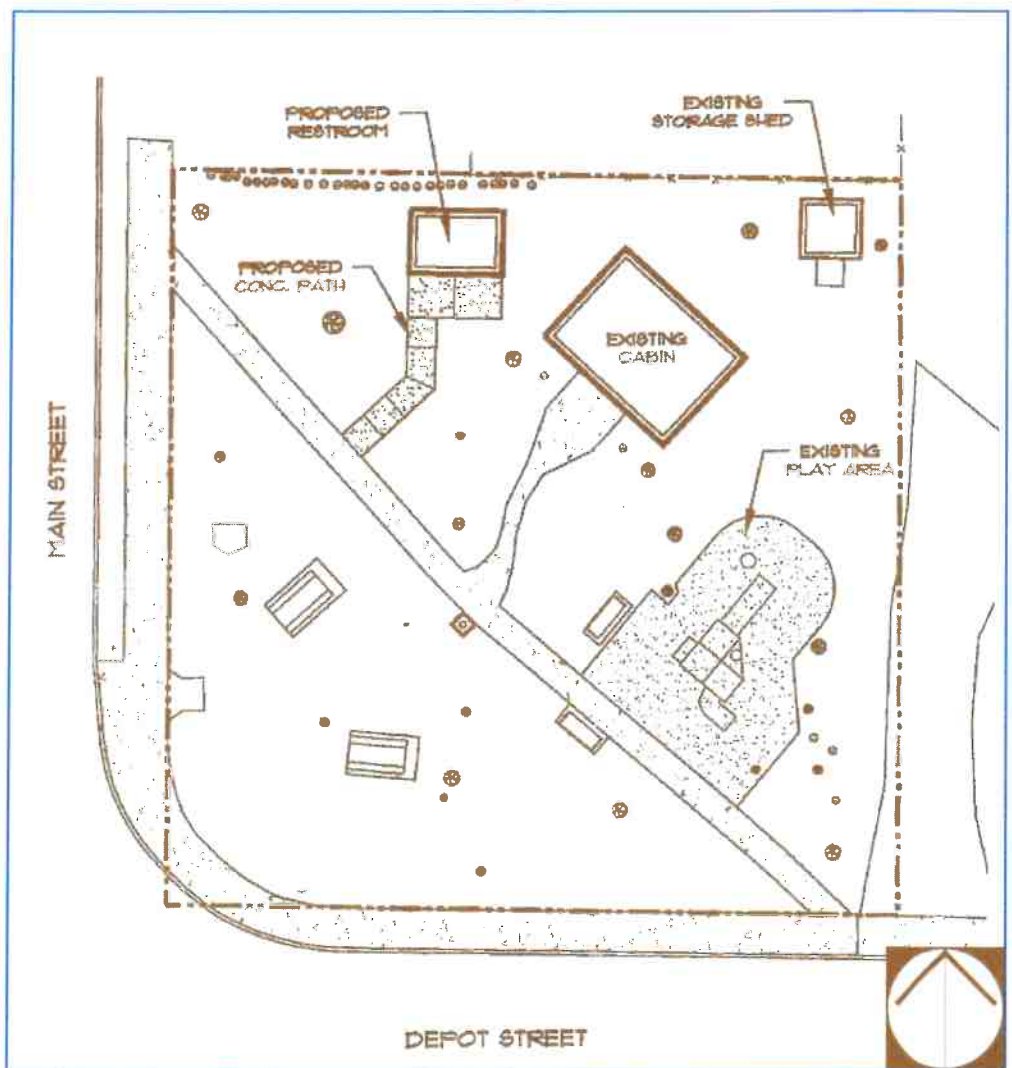 PROPOSED
RESTROOM
EXISTING
STORAGE SHED
PROPOSED
CONC. PATH
EXISTING
CABIN
EXISTING
PLAY AREA
MAIN STREET
DEPOT STREET